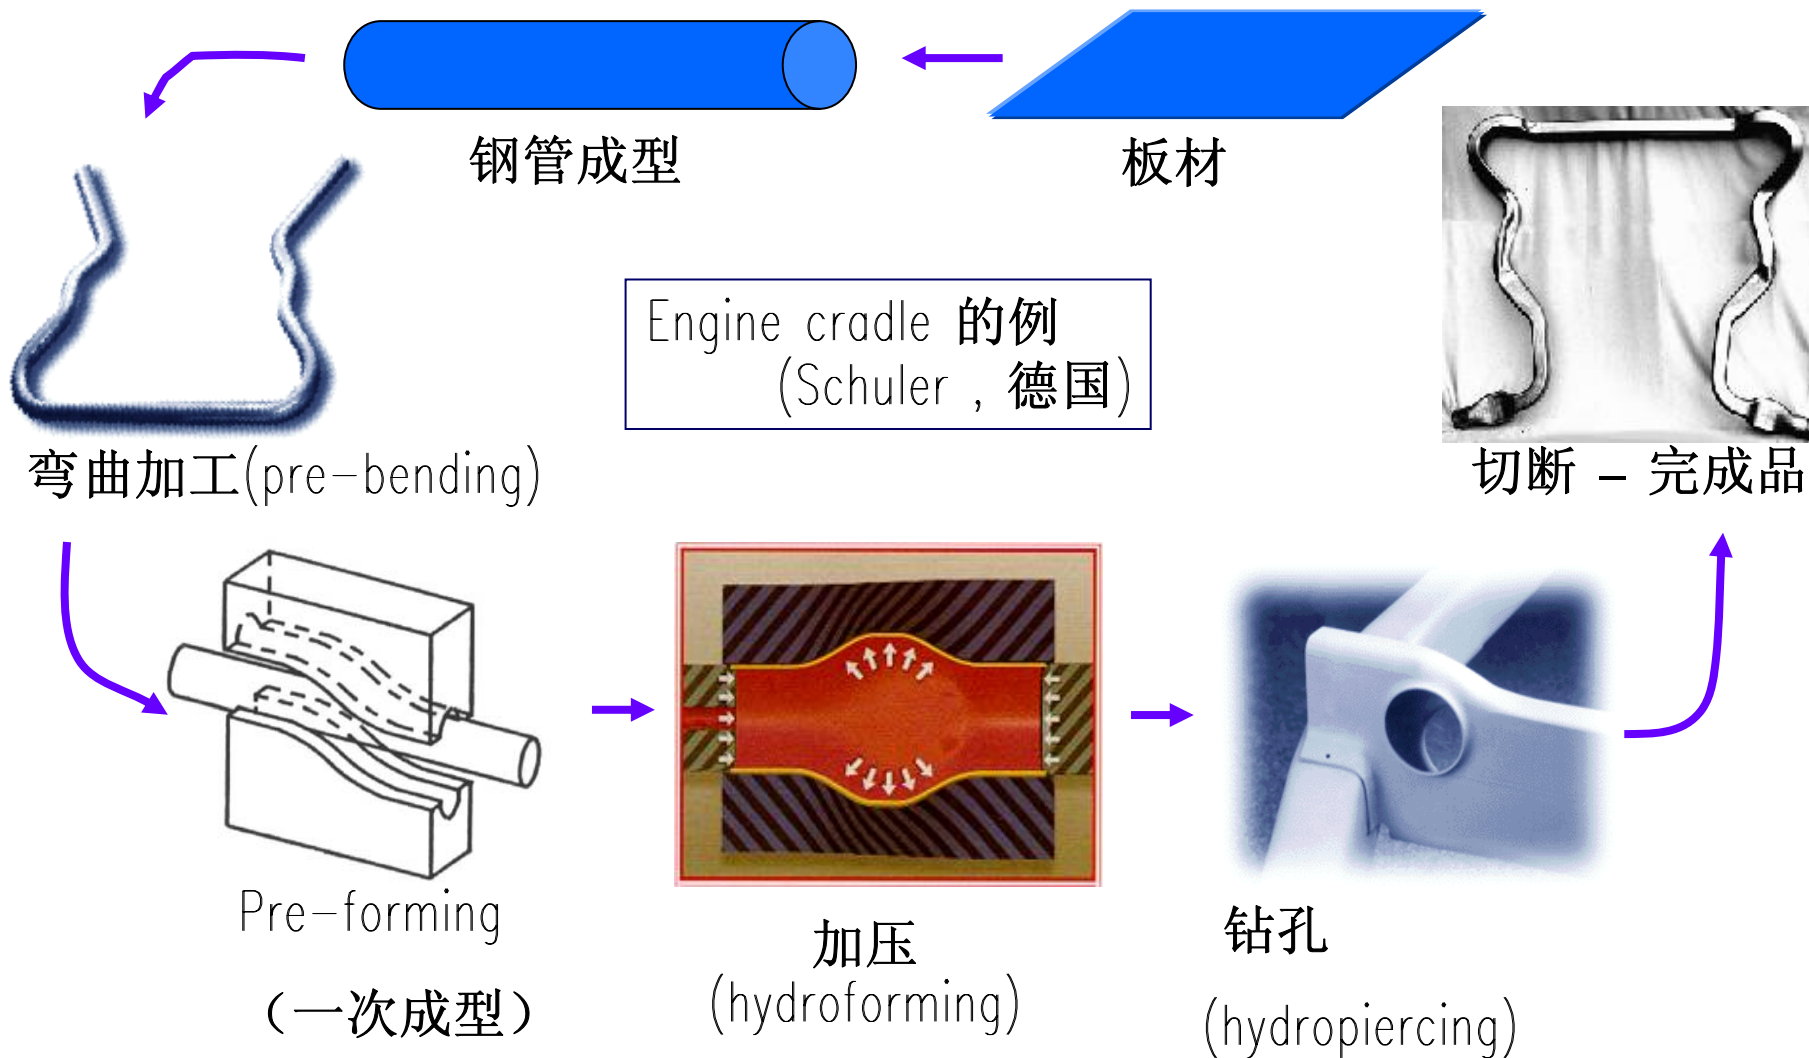 钢管成型
板材
Engine cradle 的例
(Schuler , 德国)
弯曲加工(pre-bending)
切断 – 完成品
Pre-forming
（一次成型）
加压
(hydroforming)
钻孔
(hydropiercing)